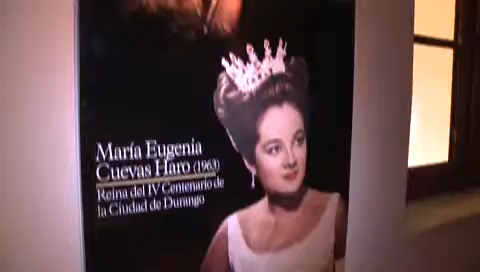 María Eugenia
Cuevas Haro (1963)
Reina del IV Centenario de
la Ciudad de Durango